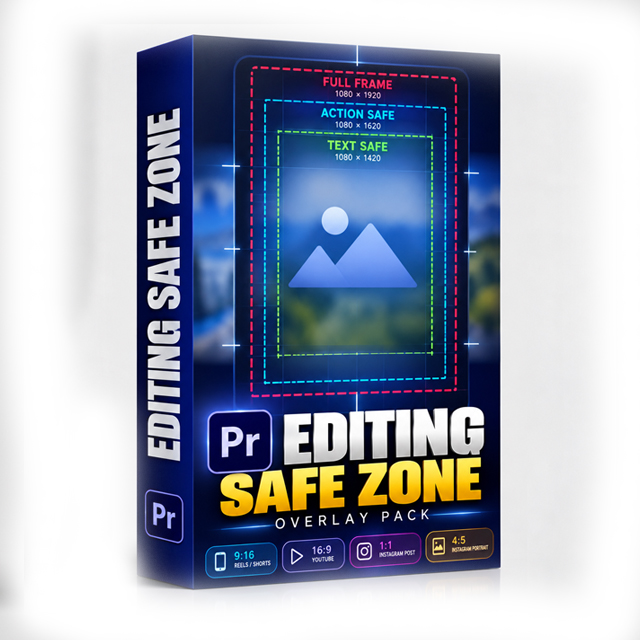 EDITING SAFE ZONE
Pr
FULL FRAME
1080 × 1920
ACTION SAFE
1080 × 1620
TEXT SAFE
1080 × 1420
Pr
EDITING
SAFE ZONE
OVERLAY PACK
9:16
REELS / SHORTS
16:9
YOUTUBE
1:1
INSTAGRAM POST
4:5
INSTAGRAM PORTRAIT